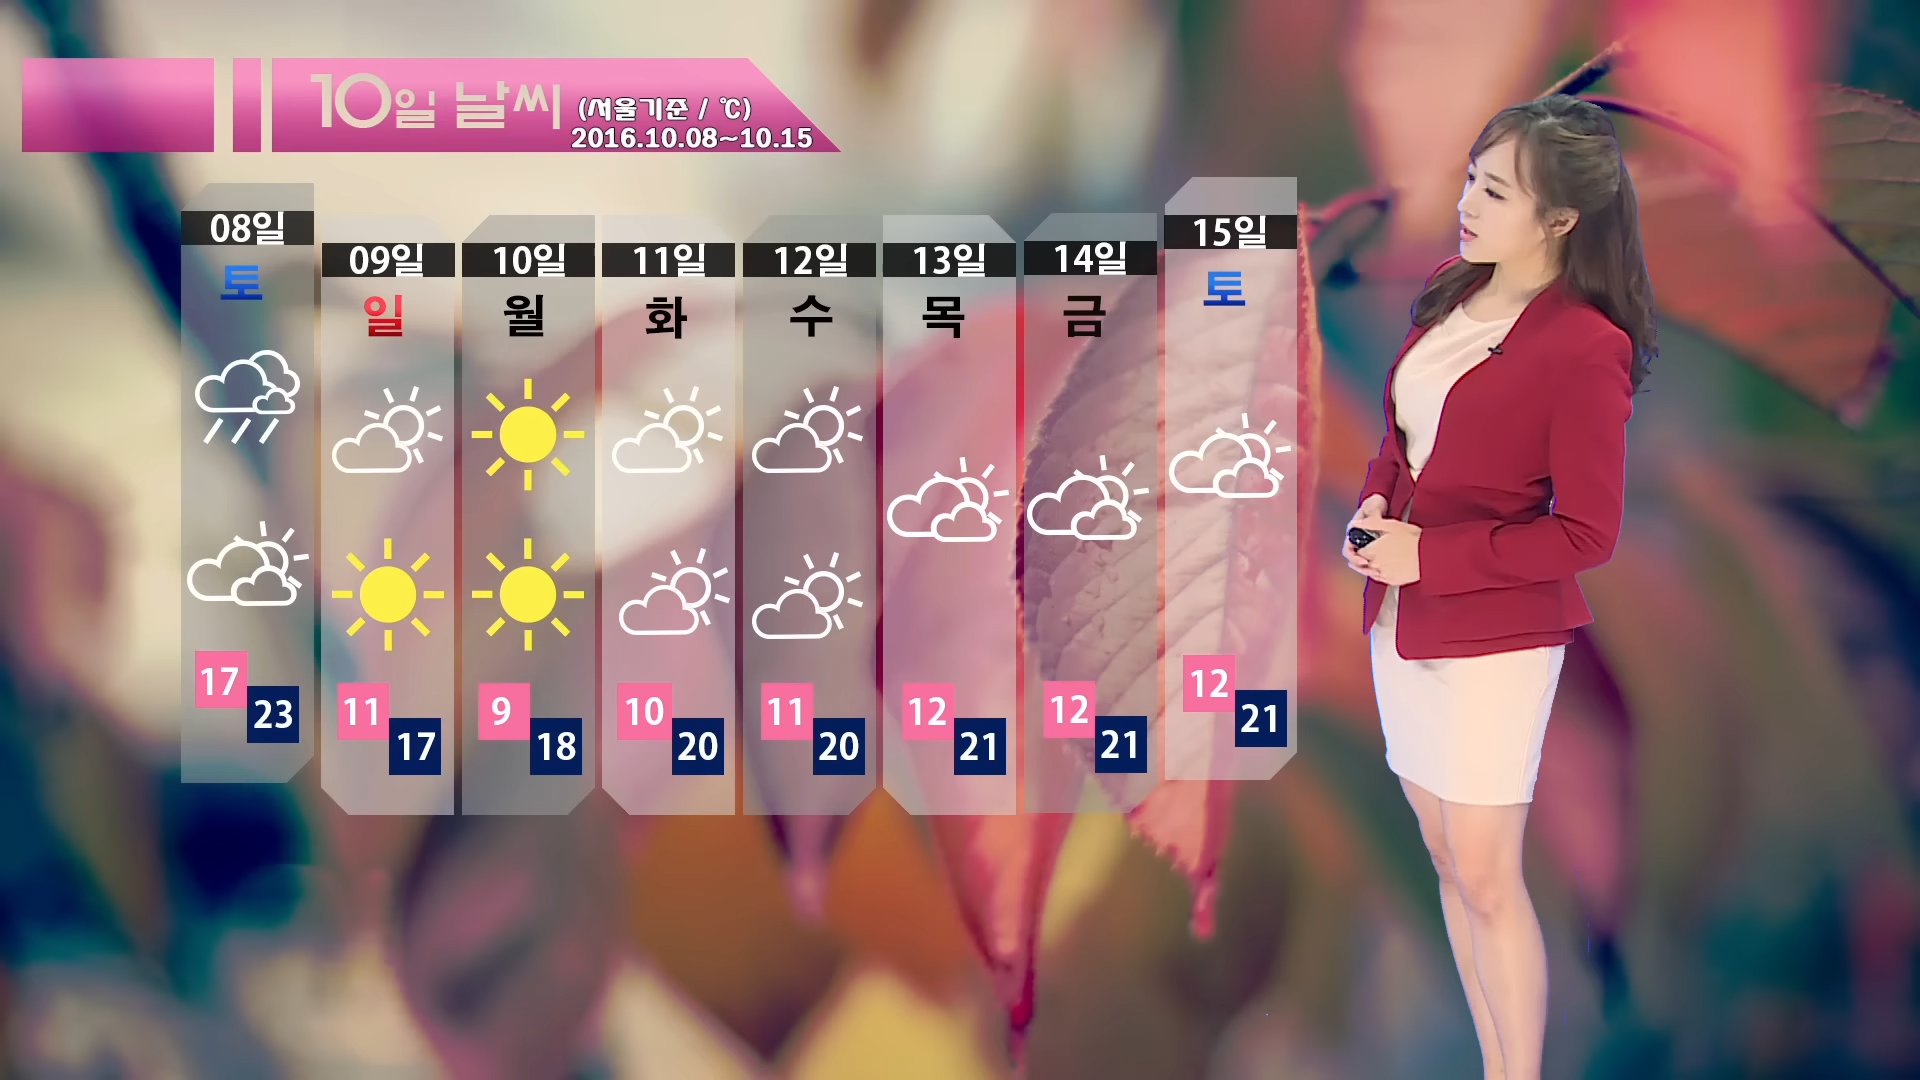 10일 날씨 (서울기준 / ℃)
2016.10.08~10.15
08일
토
17
23
09일
일
11
17
10일
월
9
18
11일
화
10
20
12일
수
11
20
13일
목
12
21
14일
금
12
21
15일
토
12
21